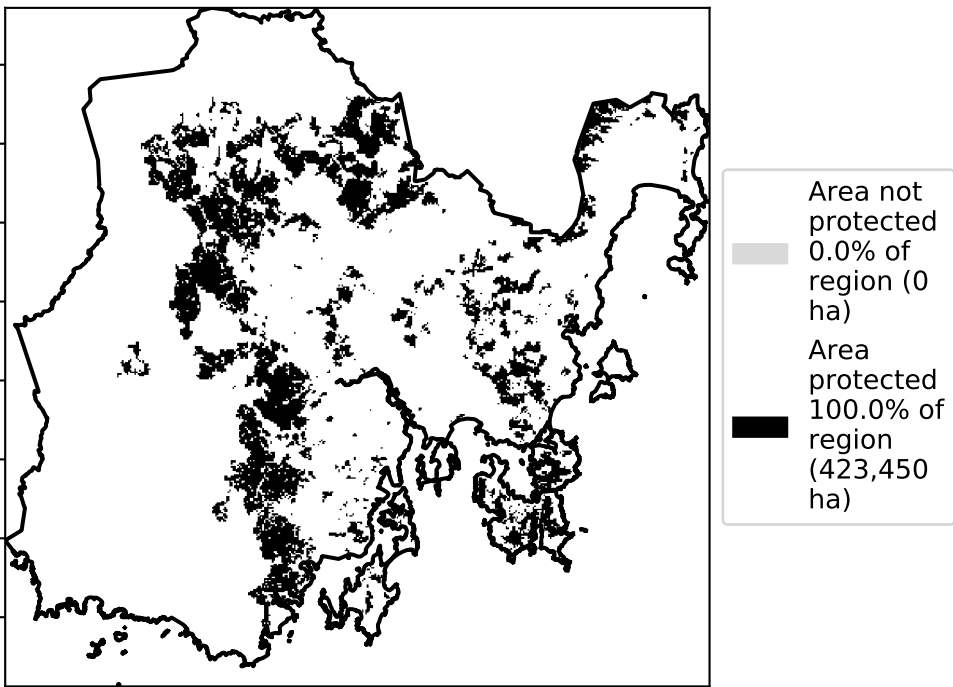 Area not
protected
0.0% of
region (0
ha)
Area
protected
100.0% of
region
(423,450
ha)